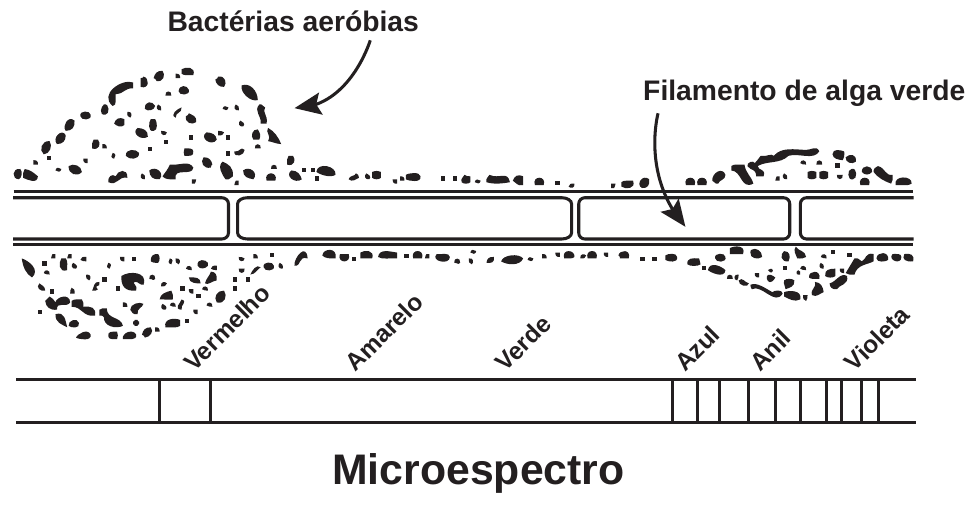 Bactérias aeróbias
Filamento de alga verde
Vermelho
Amarelo
Verde
Azul
Anil
Violeta
Microespectro